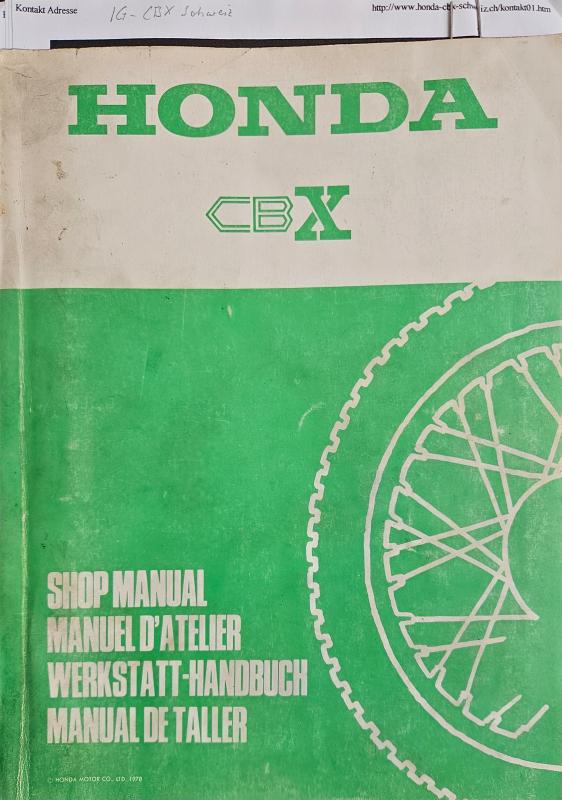 Kontakt Adresse
IG - CBX Schweiz
http://www.honda-cbx-schweiz.ch/kontakt01.htm
HONDA
CBX
SHOP MANUAL
MANUEL D'ATELIER
WERKSTATT-HANDBUCH
MANUAL DE TALLER
© HONDA MOTOR CO., LTD. 1978